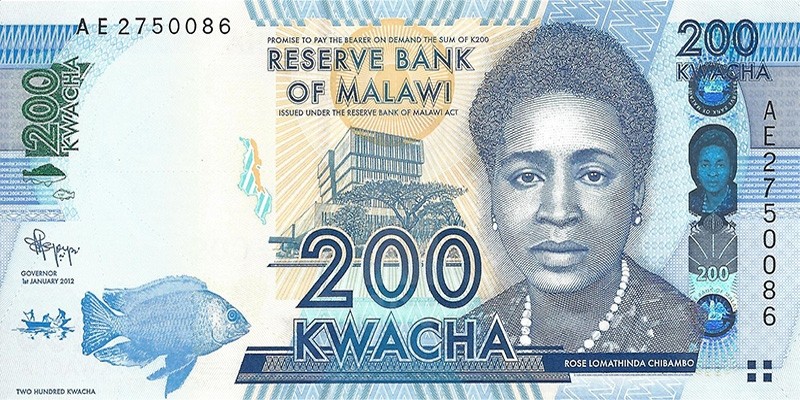 AE2750086
PROMISE TO PAY THE BEARER ON DEMAND THE SUM OF K200
RESERVE BANK
OF MALAWI
ISSUED UNDER THE RESERVE BANK OF MALAWI ACT
200
KWACHA
200
KWACHA
AE2750086
200
GOVERNOR
1st JANUARY 2012
200
KWACHA
ROSE LOMATHINDA CHIBAMBO
TWO HUNDRED KWACHA